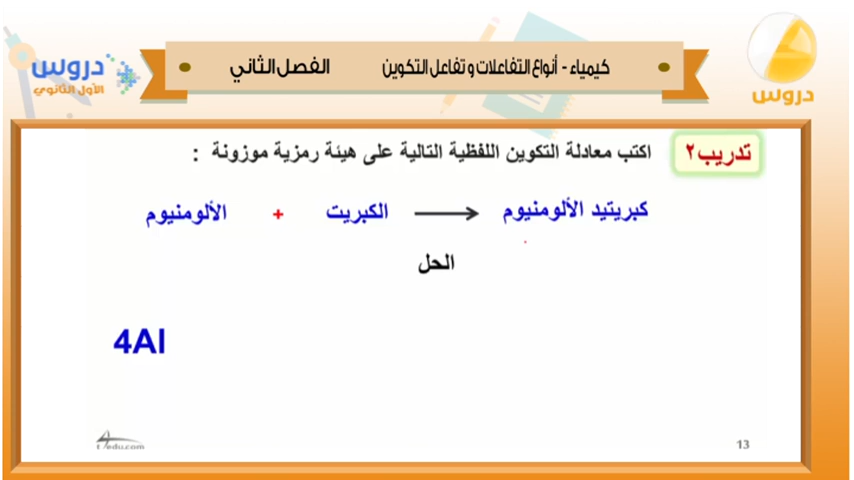 دروس
الأول الثانوي
كيمياء - أنواع التفاعلات و تفاعل التكوين الفصل الثاني
دروس
تدريب ٢ اكتب معادلة التكوين اللفظية التالية على هيئة رمزية موزونة :
الألومنيوم + الكبريت ⟶ كبريتيد الألومنيوم
الحل
4Al
13